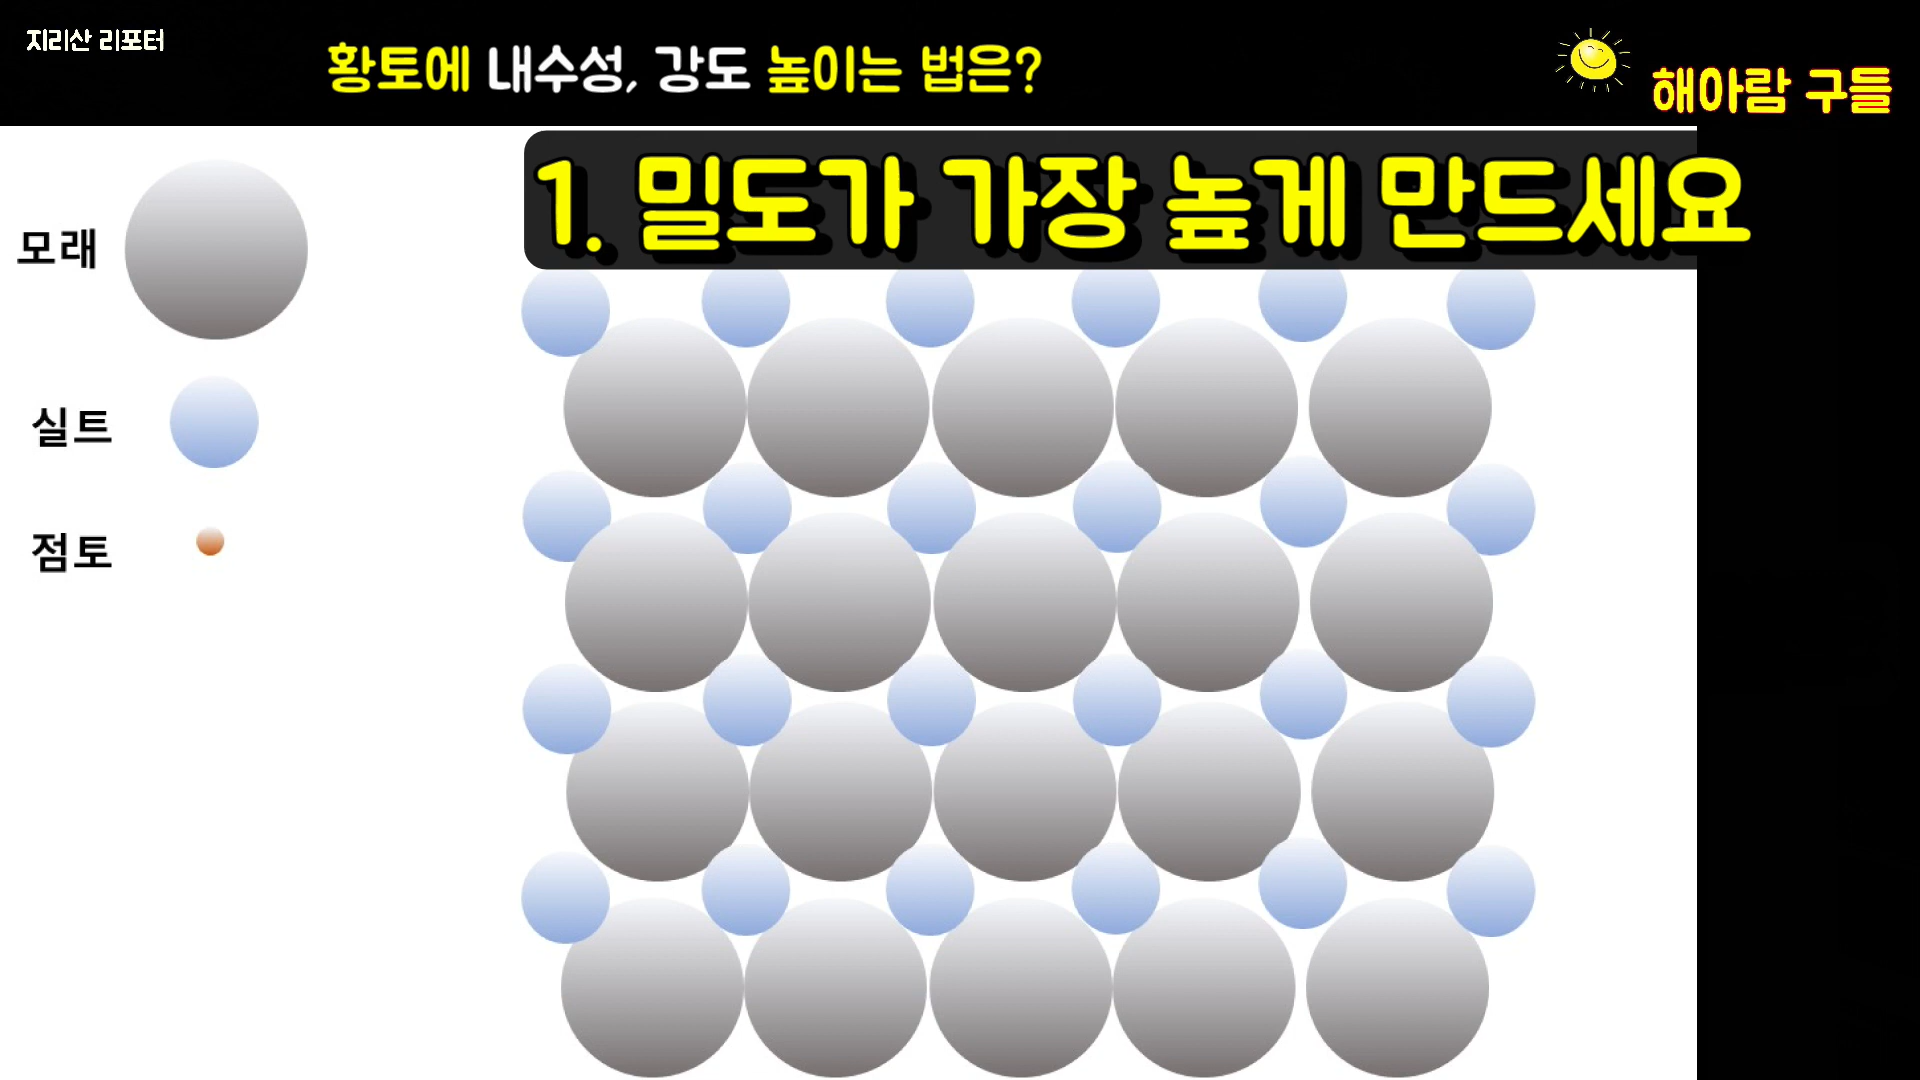 지리산 리포터
황토에 내수성, 강도 높이는 법은?
해아람 구들
1. 밀도가 가장 높게 만드세요
모래
실트
점토